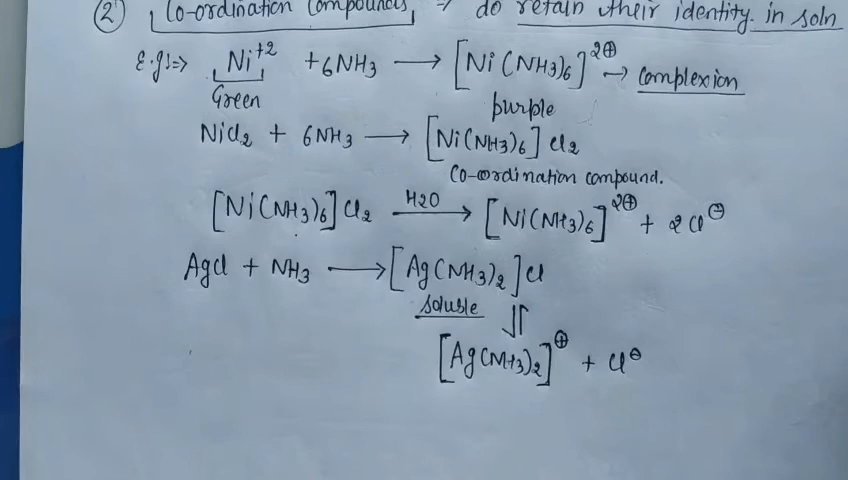 ② Co-ordination Compounds, → do retain their identity. in soln
E.g!⇒ Ni⁺² + 6NH3 ⟶ [Ni(NH3)6]²⊕ → Complexion
Green purple
NiCl2 + 6NH3 ⟶ [Ni(NH3)6]Cl2
Co-ordination compound.
[Ni(NH3)6]Cl2 H2O⟶ [Ni(NH3)6]²⊕ + 2Cl⊖
AgCl + NH3 ⟶ [Ag(NH3)2]Cl
soluble ⇌
[Ag(NH3)2]⊕ + Cl⊖